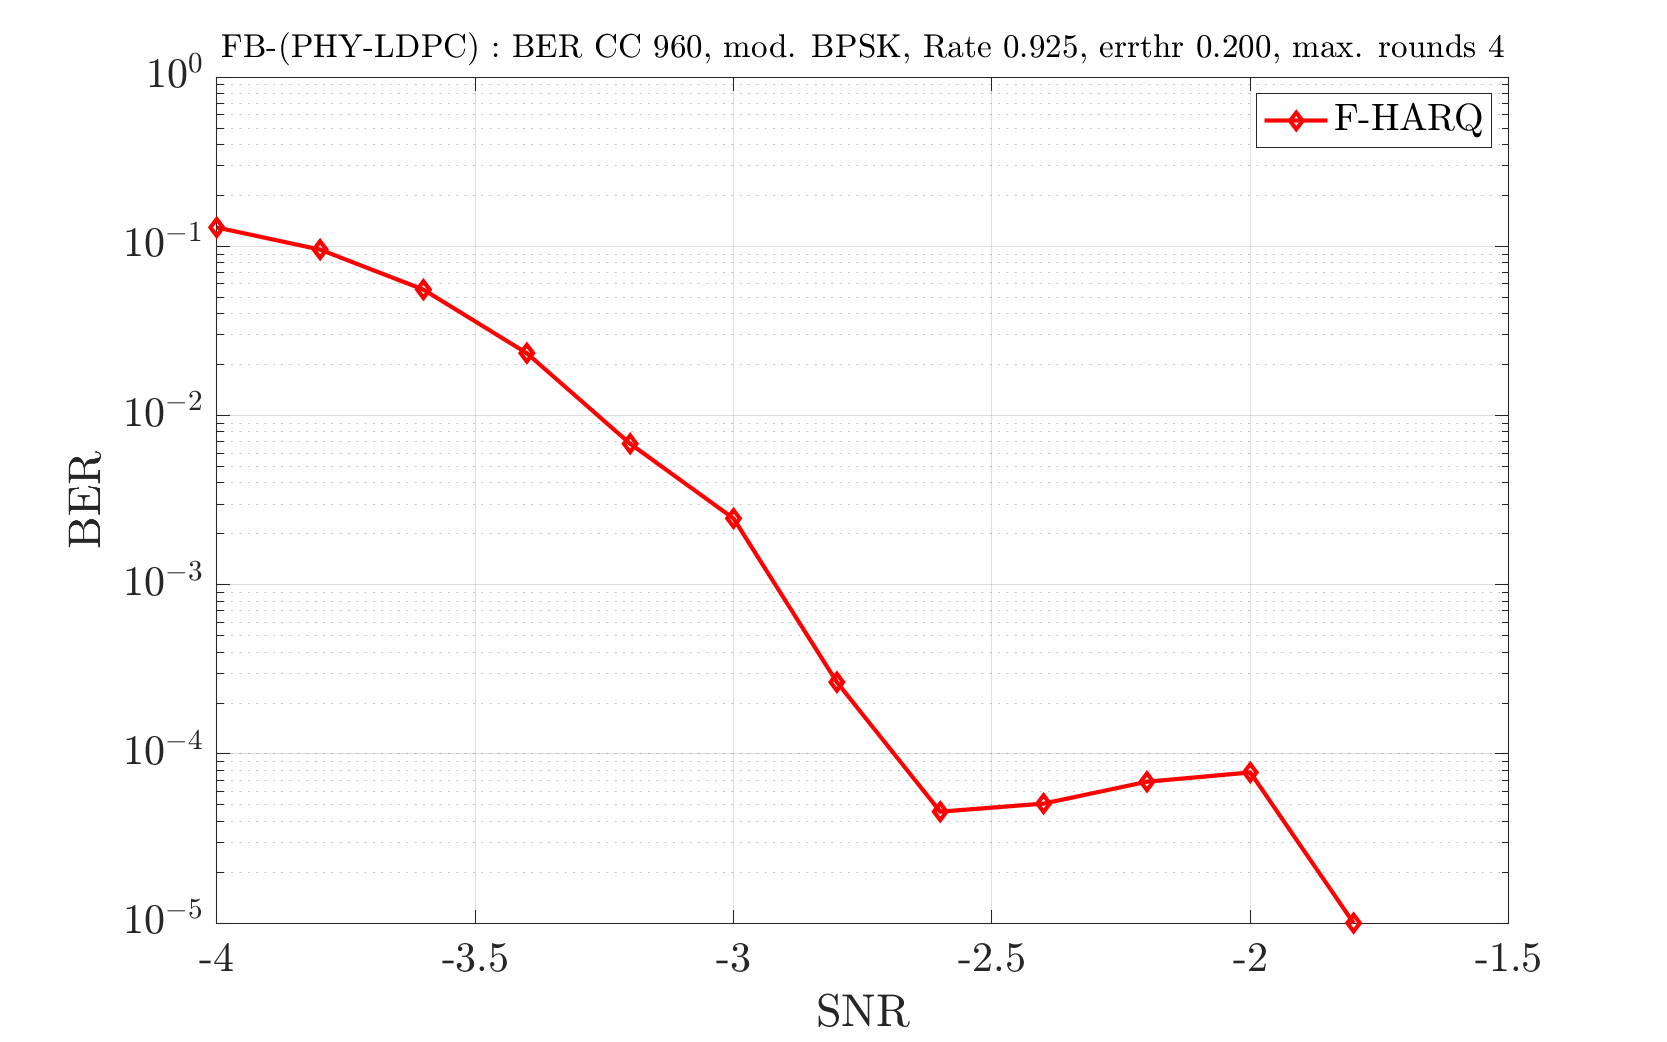 FB-(PHY-LDPC) : BER CC 960, mod. BPSK, Rate 0.925, errthr 0.200, max. rounds 4
10^0
F-HARQ
10^{-1}
10^{-2}
BER
10^{-3}
10^{-4}
10^{-5}
-4 -3.5 -3 -2.5 -2 -1.5
SNR